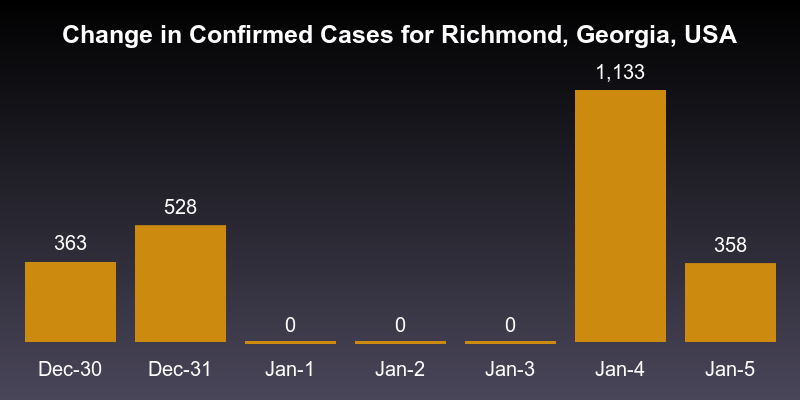 Change in Confirmed Cases for Richmond, Georgia, USA
1,133
528
363
358
0 0 0
Dec-30 Dec-31 Jan-1 Jan-2 Jan-3 Jan-4 Jan-5